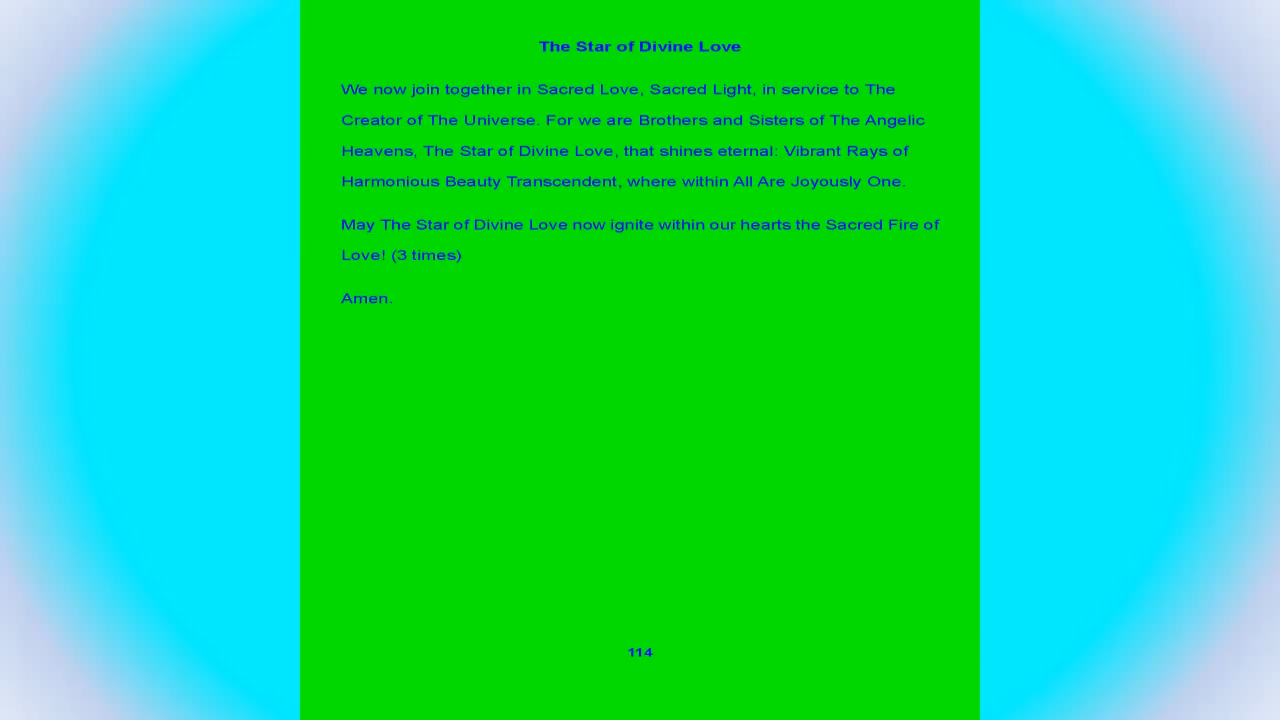 The Star of Divine Love
We now join together in Sacred Love, Sacred Light, in service to The
Creator of The Universe. For we are Brothers and Sisters of The Angelic
Heavens, The Star of Divine Love, that shines eternal: Vibrant Rays of
Harmonious Beauty Transcendent, where within All Are Joyously One.
May The Star of Divine Love now ignite within our hearts the Sacred Fire of
Love! (3 times)
Amen.
114